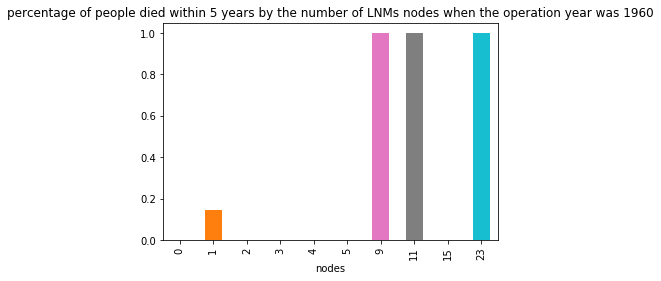 percentage of people died within 5 years by the number of LNMs nodes when the operation year was 1960
1.0
0.8
0.6
0.4
0.2
0.0
0 1 2 3 4 5 9 11 15 23
nodes